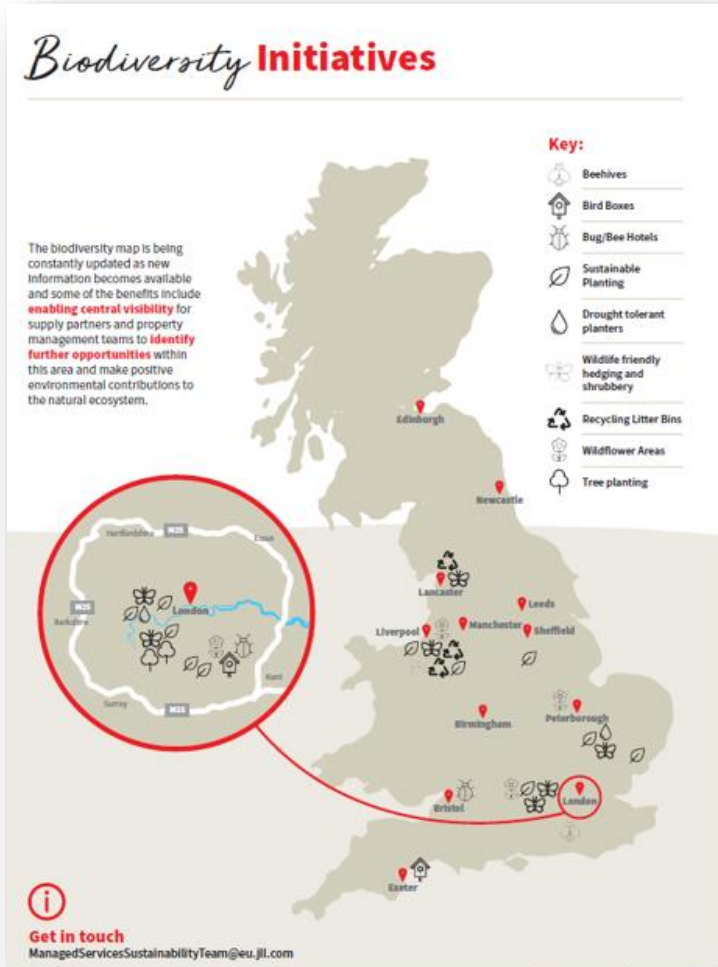 Biodiversity Initiatives
The biodiversity map is being
constantly updated as new
information becomes available
and some of the benefits include
enabling central visibility for
supply partners and property
management teams to identify
further opportunities within
this area and make positive
environmental contributions to
the natural ecosystem.
Key:
Beehives
Bird Boxes
Bug/Bee Hotels
Sustainable
Planting
Drought tolerant
planters
Wildlife friendly
hedging and
shrubbery
Recycling Litter Bins
Wildflower Areas
Tree planting
Edinburgh
Newcastle
Lancaster
Leeds
Liverpool
Manchester
Sheffield
Birmingham
Peterborough
Bristol
London
Exeter
Hertfordshire
M25
Essex
M25
Berkshire
London
Kent
Surrey
M25
Get in touch
ManagedServicesSustainabilityTeam@eu.jll.com